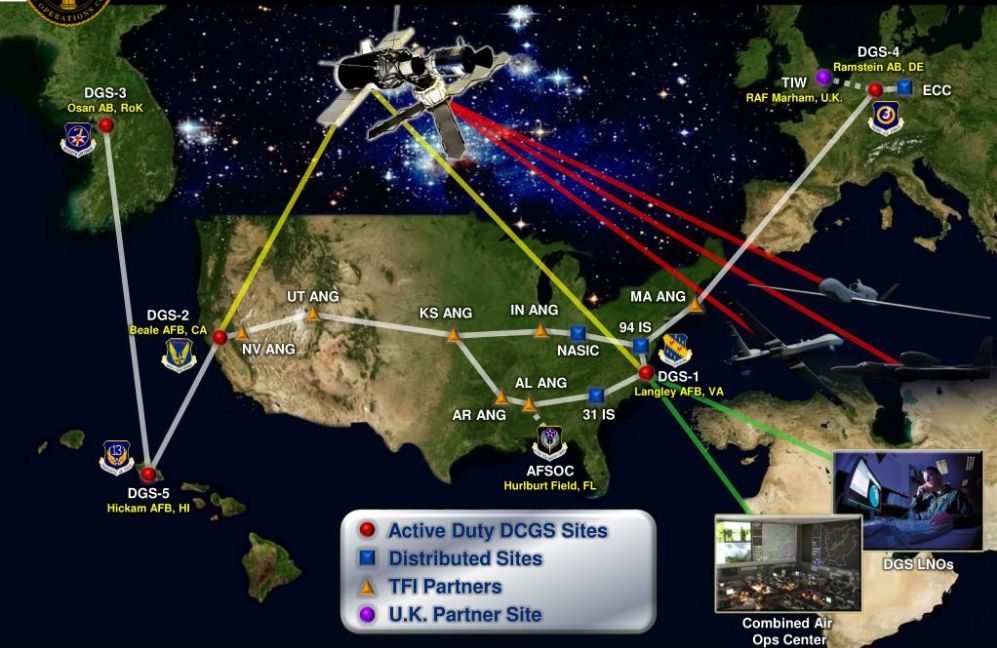 OPERATIONS
DGS-3
Osan AB, RoK
DGS-4
Ramstein AB, DE
TIW
RAF Marham, U.K.
ECC
3
DGS-2
Beale AFB, CA
UT ANG
NV ANG
KS ANG
IN ANG
NASIC
MA ANG
94 IS
DGS-1
Langley AFB, VA
AL ANG
AR ANG
31 IS
AFSOC
Hurlburt Field, FL
13
DGS-5
Hickam AFB, HI
Active Duty DCGS Sites
Distributed Sites
TFI Partners
U.K. Partner Site
DGS LNOs
Combined Air
Ops Center